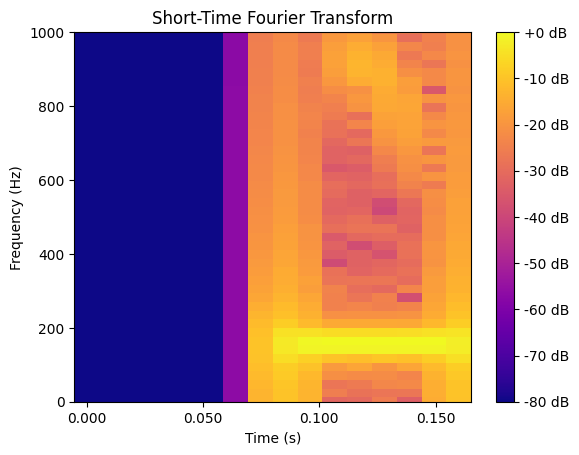 Short-Time Fourier Transform
Frequency (Hz)
1000
800
600
400
200
0
0.000
0.050
0.100
0.150
Time (s)
+0 dB
-10 dB
-20 dB
-30 dB
-40 dB
-50 dB
-60 dB
-70 dB
-80 dB